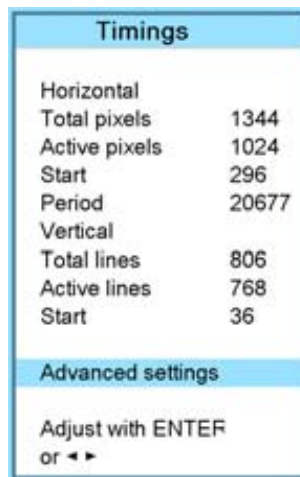 Timings
Horizontal
Total pixels 1344
Active pixels 1024
Start 296
Period 20677
Vertical
Total lines 806
Active lines 768
Start 36
Advanced settings
Adjust with ENTER
or ◄ ►